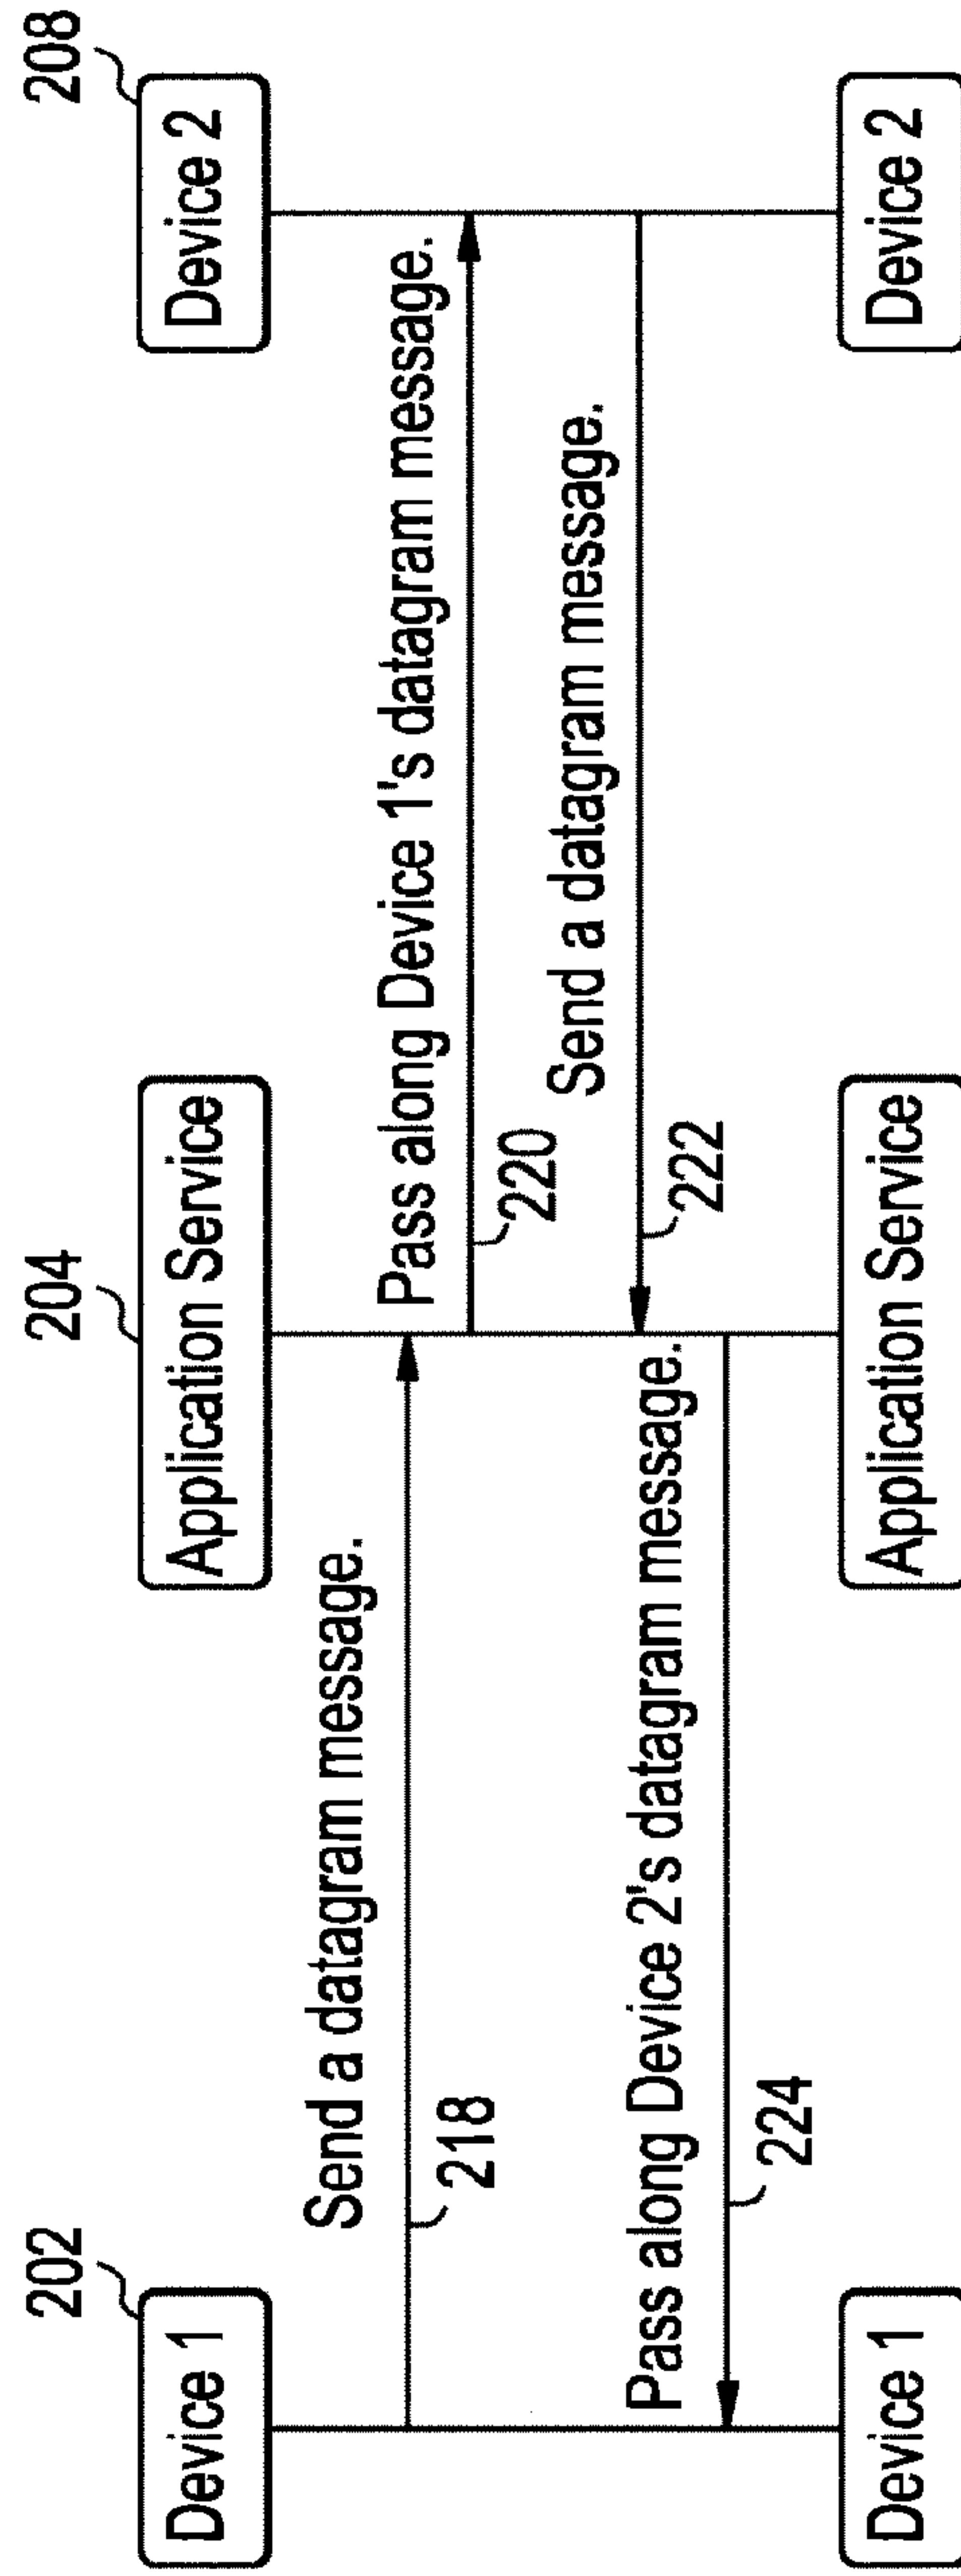 202
204
208
Device 1
Application Service
Device 2
Send a datagram message.
218
Pass along Device 1's datagram message.
220
Send a datagram message.
222
Pass along Device 2's datagram message.
224
Device 1
Application Service
Device 2